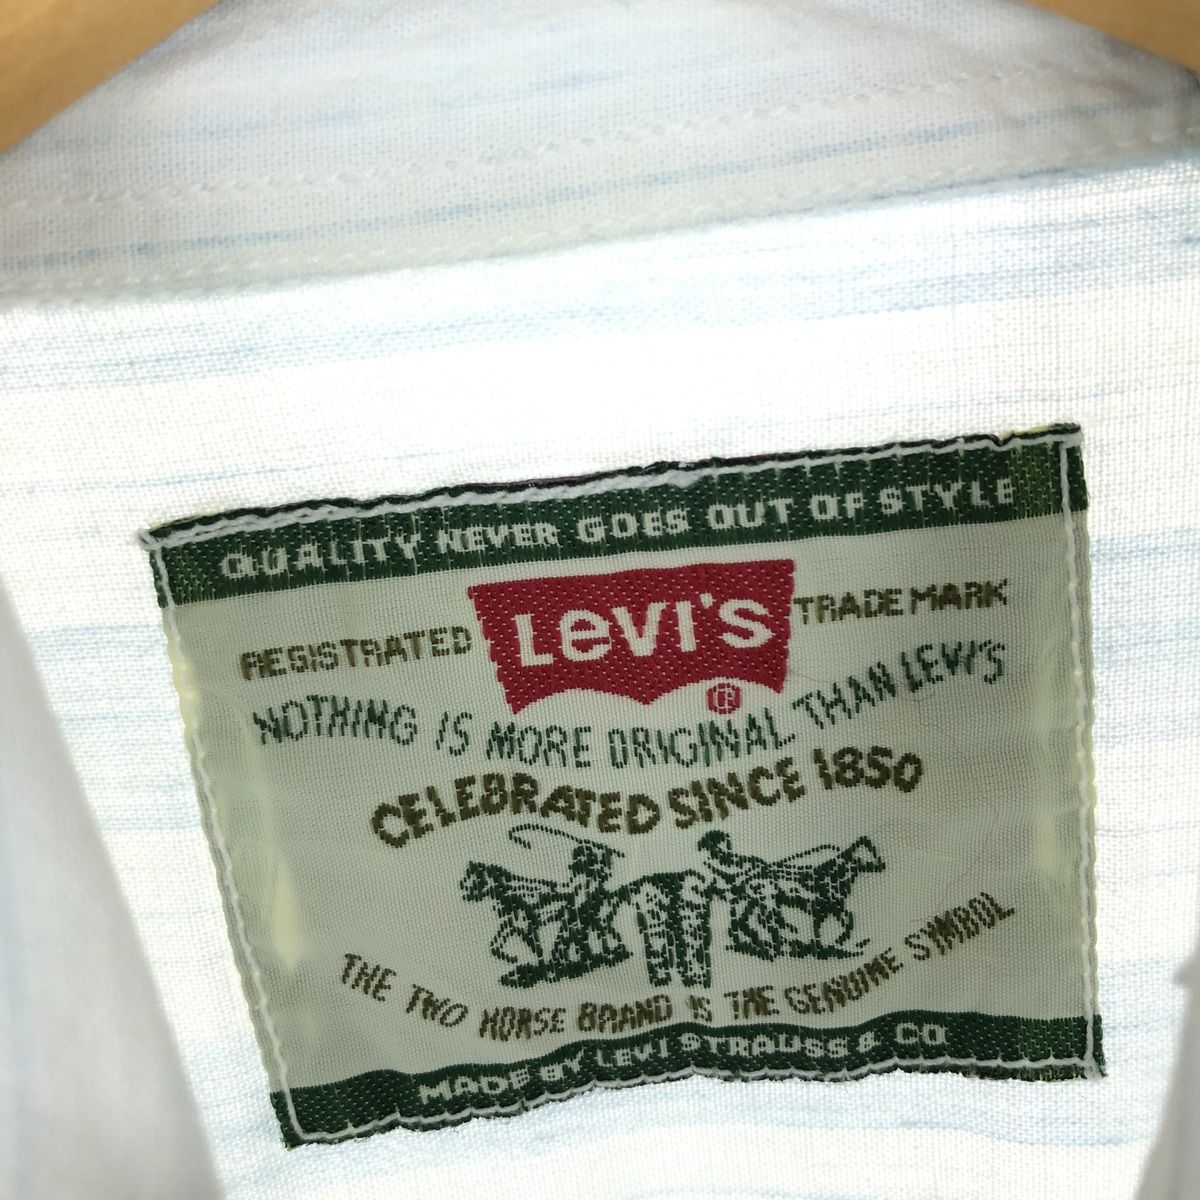 QUALITY NEVER GOES OUT OF STYLE
REGISTRATED LEVI'S TRADE MARK
®
NOTHING IS MORE ORIGINAL THAN LEVI'S
CELEBRATED SINCE 1850
THE TWO HORSE BRAND IS THE GENUINE SYMBOL
MADE BY LEVI STRAUSS & CO